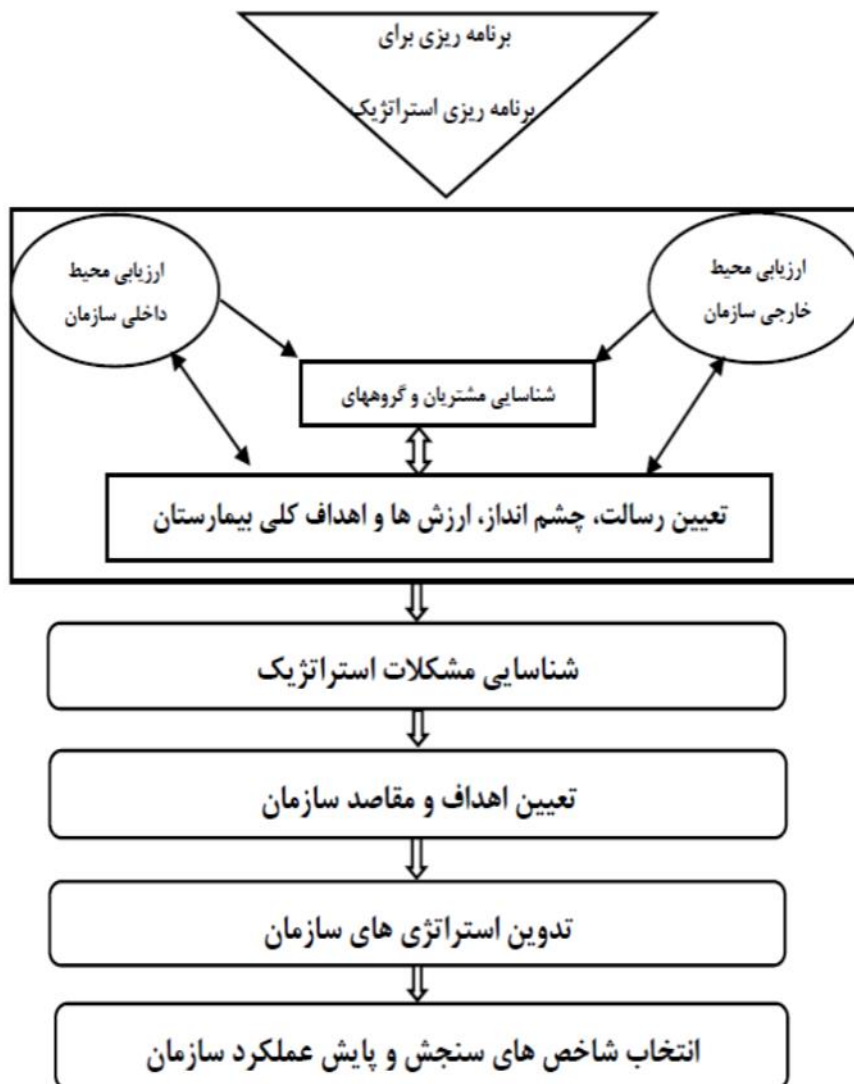 برنامه ریزی برای
برنامه ریزی استراتژیک
ارزیابی محیط
خارجی سازمان
ارزیابی محیط
داخلی سازمان
شناسایی مشتریان و گروههای
تعیین رسالت، چشم انداز، ارزش ها و اهداف کلی بیمارستان
شناسایی مشکلات استراتژیک
تعیین اهداف و مقاصد سازمان
تدوین استراتژی های سازمان
انتخاب شاخص های سنجش و پایش عملکرد سازمان